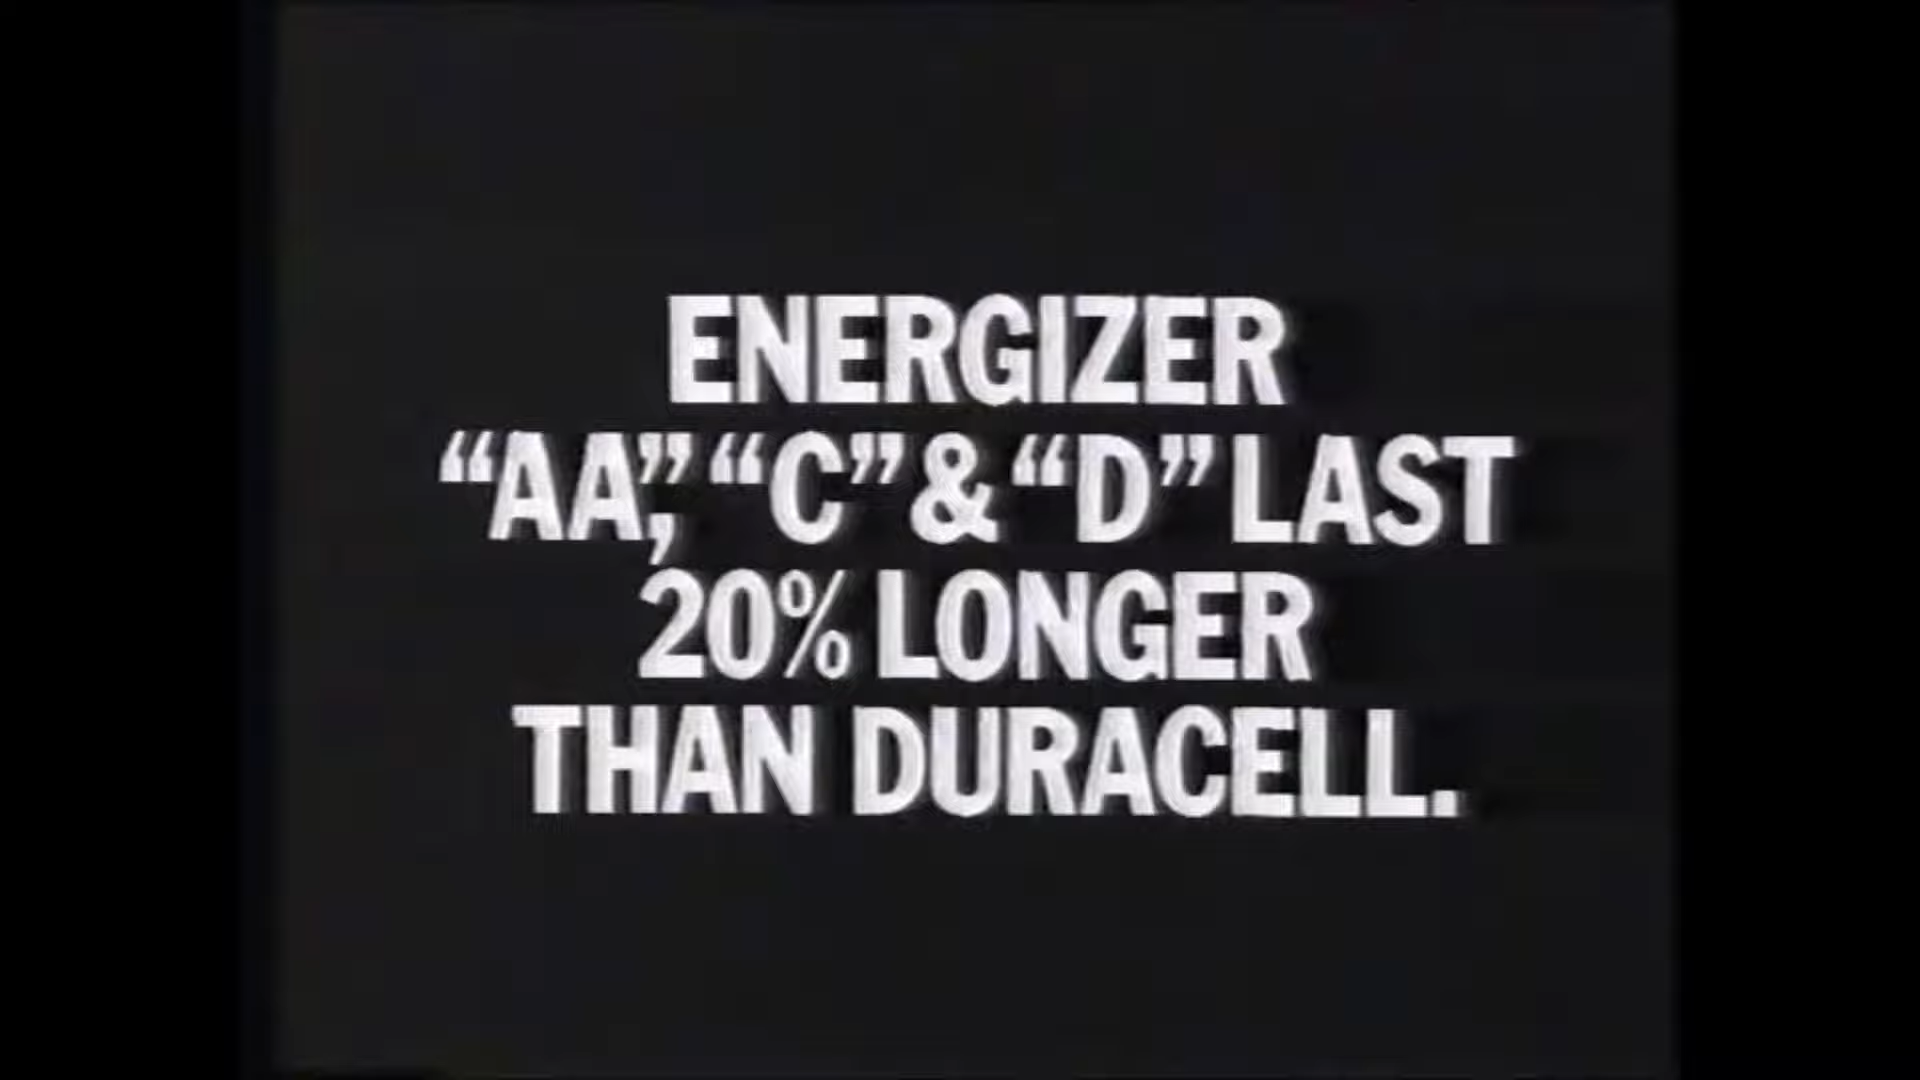 ENERGIZER
“AA,” “C” & “D” LAST
20% LONGER
THAN DURACELL.